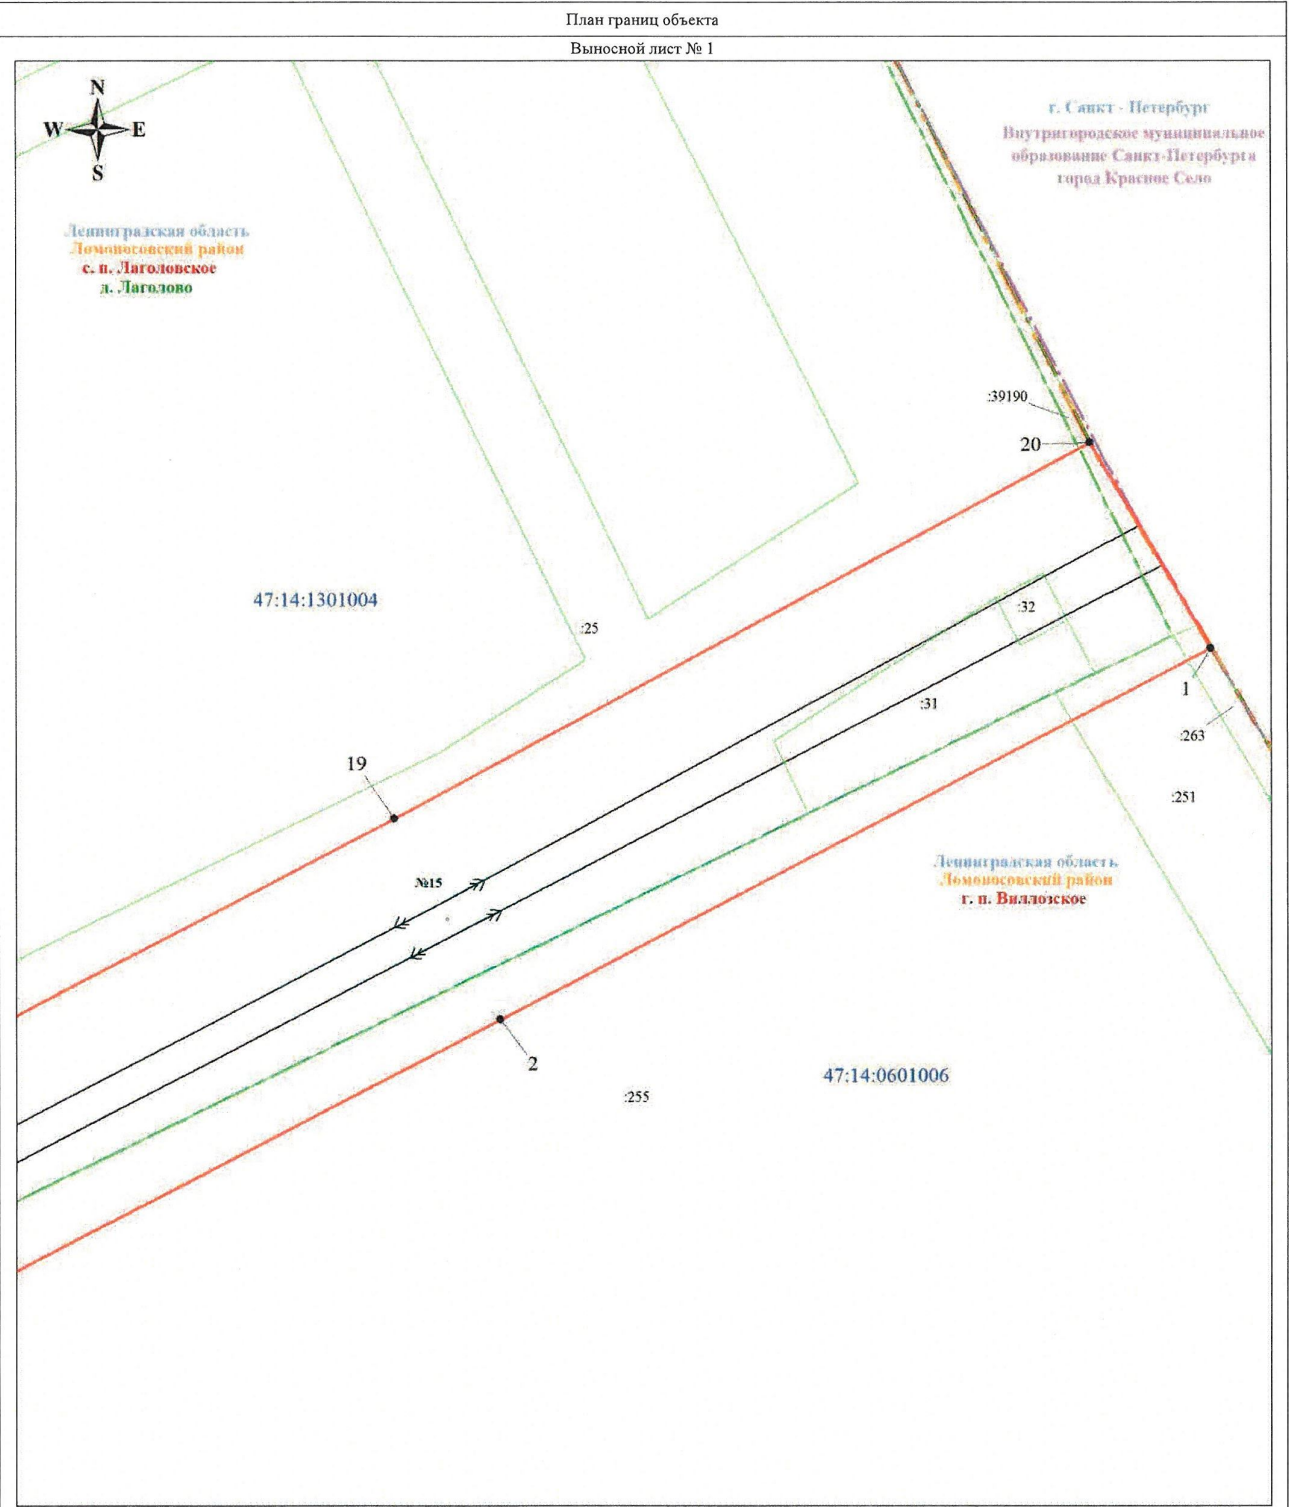 План границ объекта
Выносной лист № 1
N
W E
S
г. Санкт - Петербург
Внутригородское муниципальное
образование Санкт-Петербурга
город Красное Село
Ленинградская область
Ломоносовский район
с. п. Лаголовское
д. Лаголово
:39190
20
47:14:1301004
:32
:25
1
:31
:263
19
:251
Ленинградская область
Ломоносовский район
г. п. Виллозское
№15
2
47:14:0601006
:255